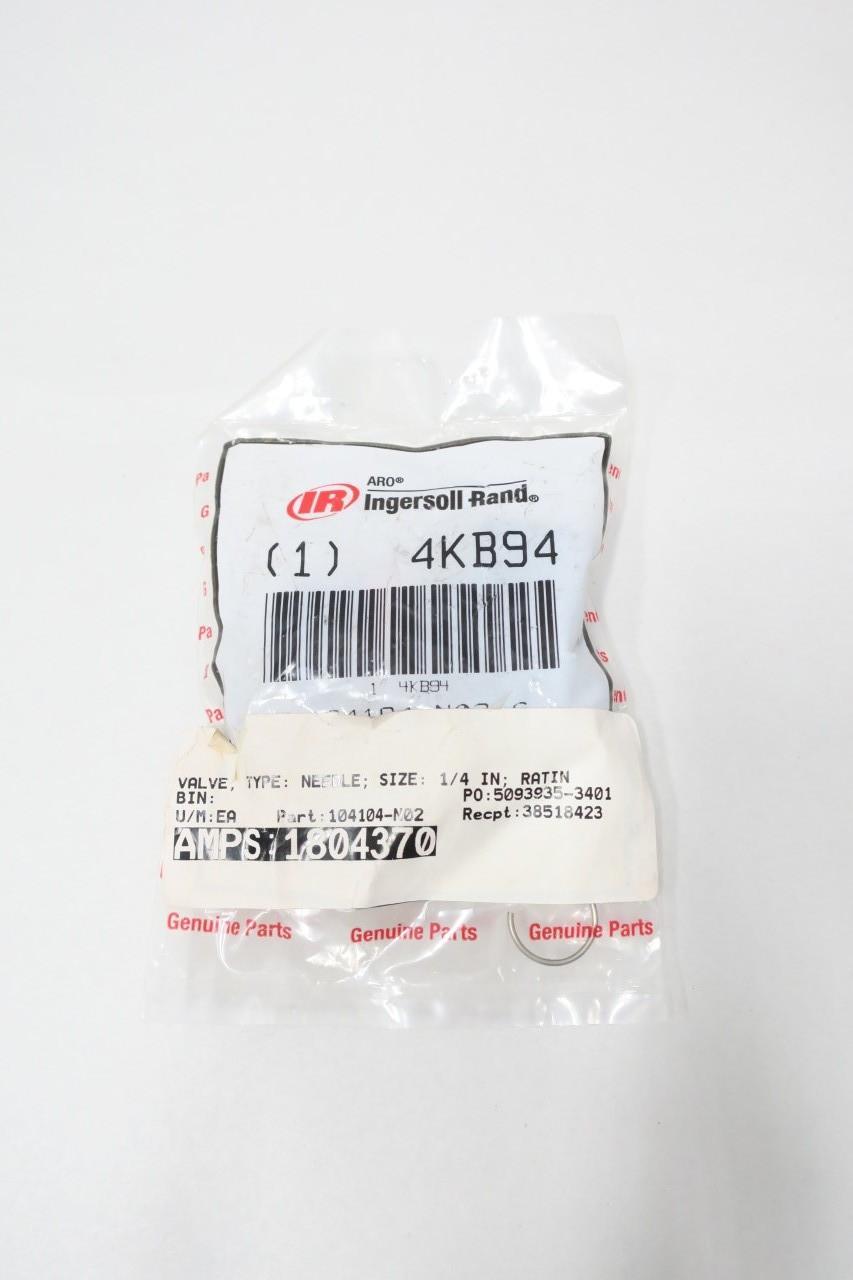 ARO®
IR Ingersoll Rand®
(1) 4KB94
1 4KB94
VALVE, TYPE: NEEDLE; SIZE: 1/4 IN; RATIN
BIN: PO:5093935-3401
U/M:EA Part:104104-N02 Recpt:38518423
AMPS:1804370
Genuine Parts Genuine Parts Genuine Parts